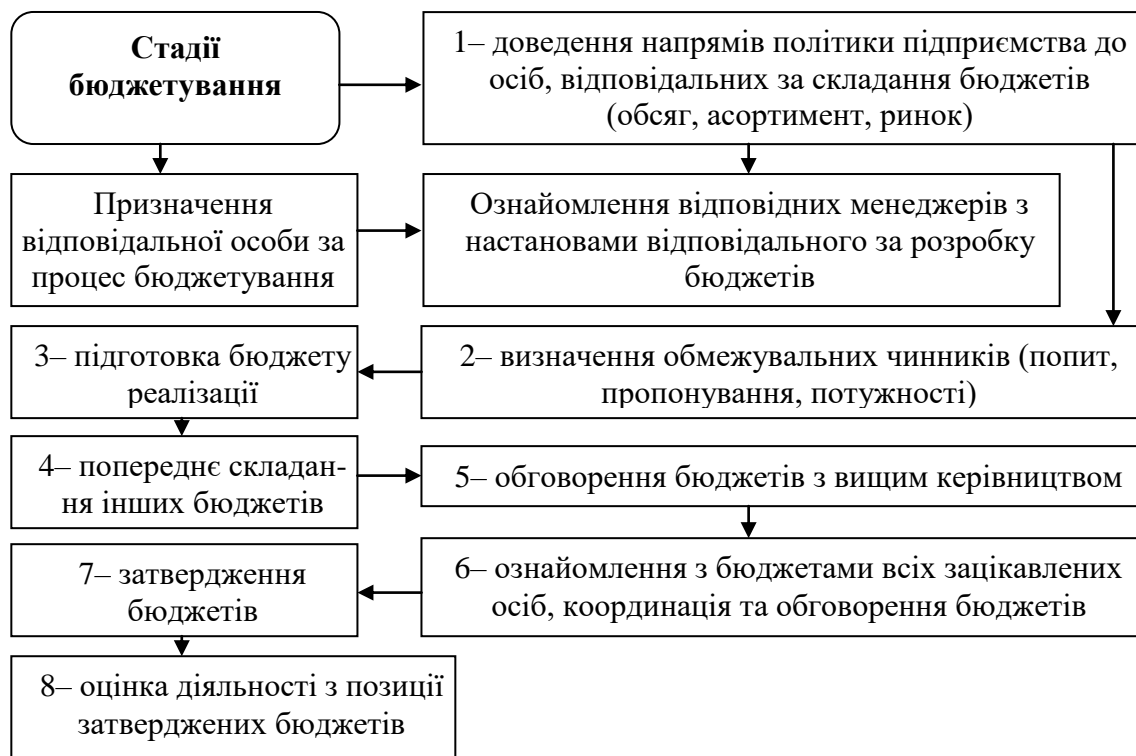 Стадії
бюджетування
1– доведення напрямів політики підприємства до
осіб, відповідальних за складання бюджетів
(обсяг, асортимент, ринок)
Призначення
відповідальної особи за
процес бюджетування
Ознайомлення відповідних менеджерів з
настановами відповідального за розробку
бюджетів
3– підготовка бюджету
реалізації
2– визначення обмежувальних чинників (попит,
пропонування, потужності)
4– попереднє складан-
ня інших бюджетів
5– обговорення бюджетів з вищим керівництвом
7– затвердження
бюджетів
6– ознайомлення з бюджетами всіх зацікавлених
осіб, координація та обговорення бюджетів
8– оцінка діяльності з позиції
затверджених бюджетів